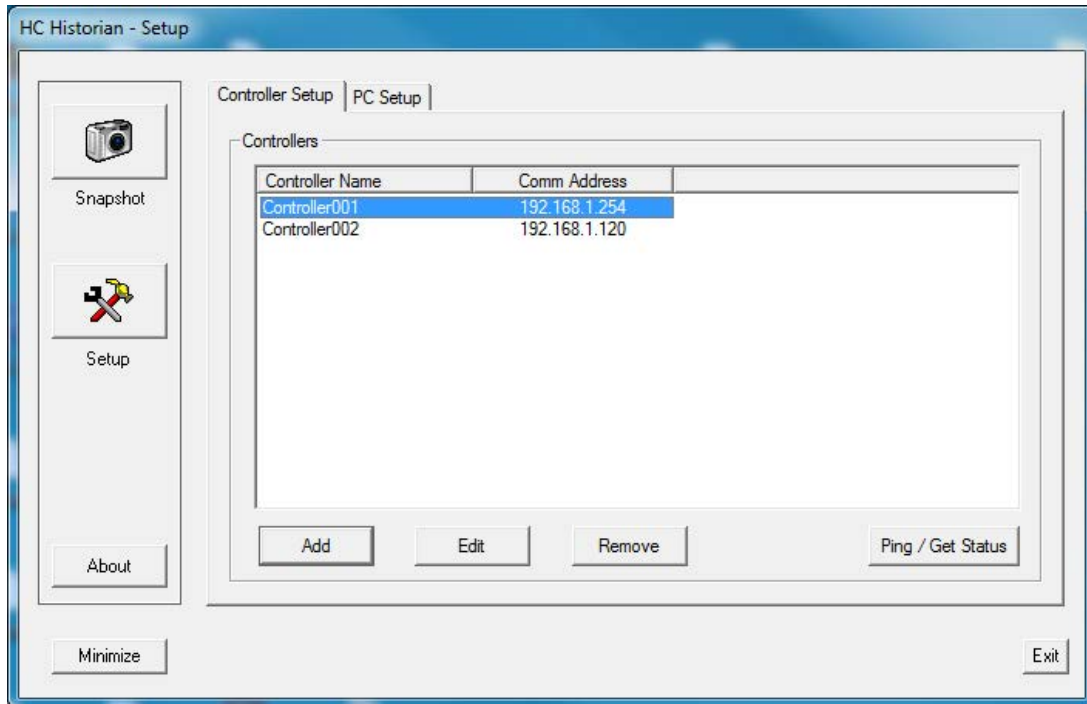 HC Historian - Setup
Snapshot
Setup
About
Minimize
Controller Setup PC Setup
Controllers
Controller Name Comm Address
Controller001 192.168.1.254
Controller002 192.168.1.120
Add Edit Remove Ping / Get Status
Exit